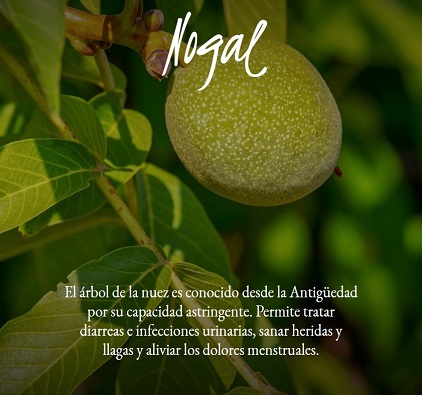 Nogal
El árbol de la nuez es conocido desde la Antigüedad
por su capacidad astringente. Permite tratar
diarreas e infecciones urinarias, sanar heridas y
llagas y aliviar los dolores menstruales.